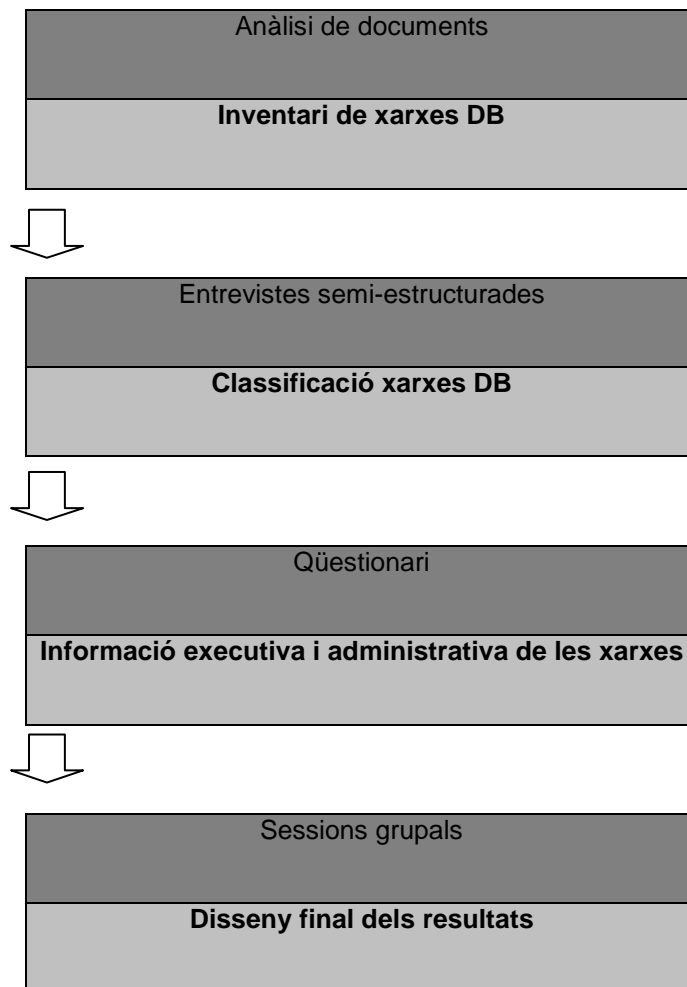 Anàlisi de documents
Inventari de xarxes DB
Entrevistes semi-estructurades
Classificació xarxes DB
Qüestionari
Informació executiva i administrativa de les xarxes
Sessions grupals
Disseny final dels resultats